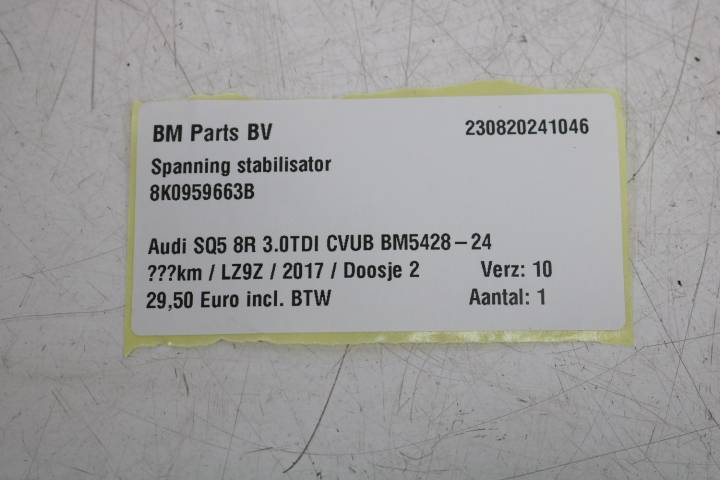 BM Parts BV 230820241046
Spanning stabilisator
8K0959663B
Audi SQ5 8R 3.0TDI CVUB BM5428-24
???km / LZ9Z / 2017 / Doosje 2 Verz: 10
29,50 Euro incl. BTW Aantal: 1